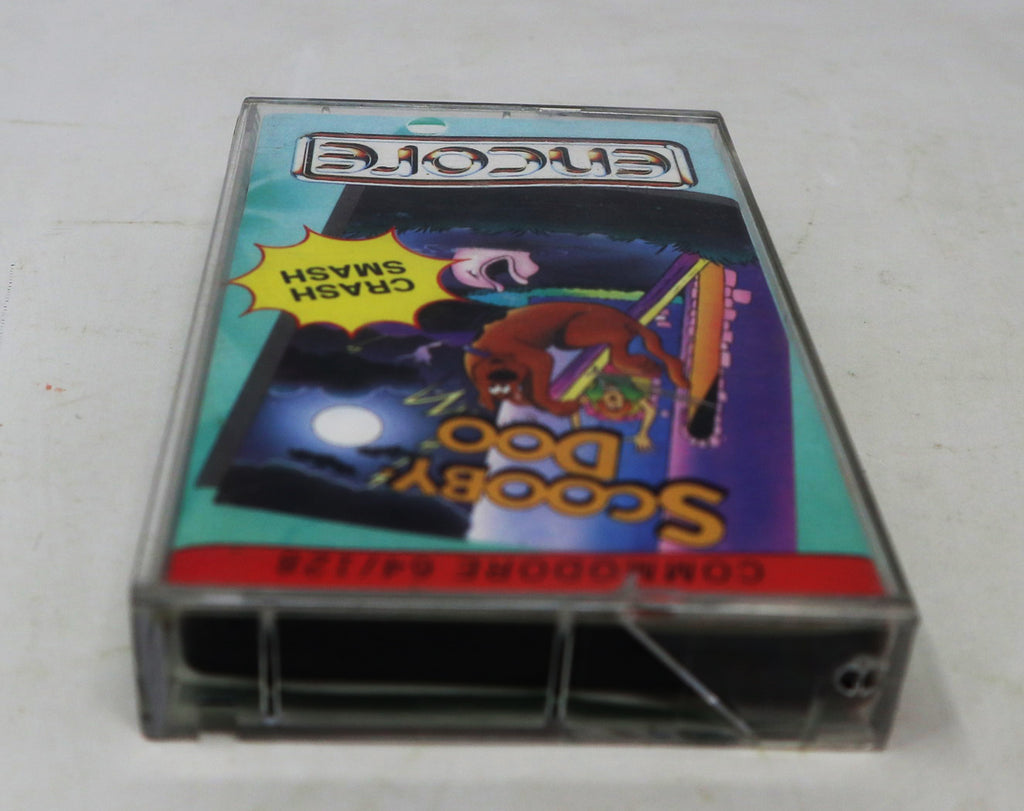 COMMODORE 64/128
SCOOBY
DOO
CRASH
SMASH
encore